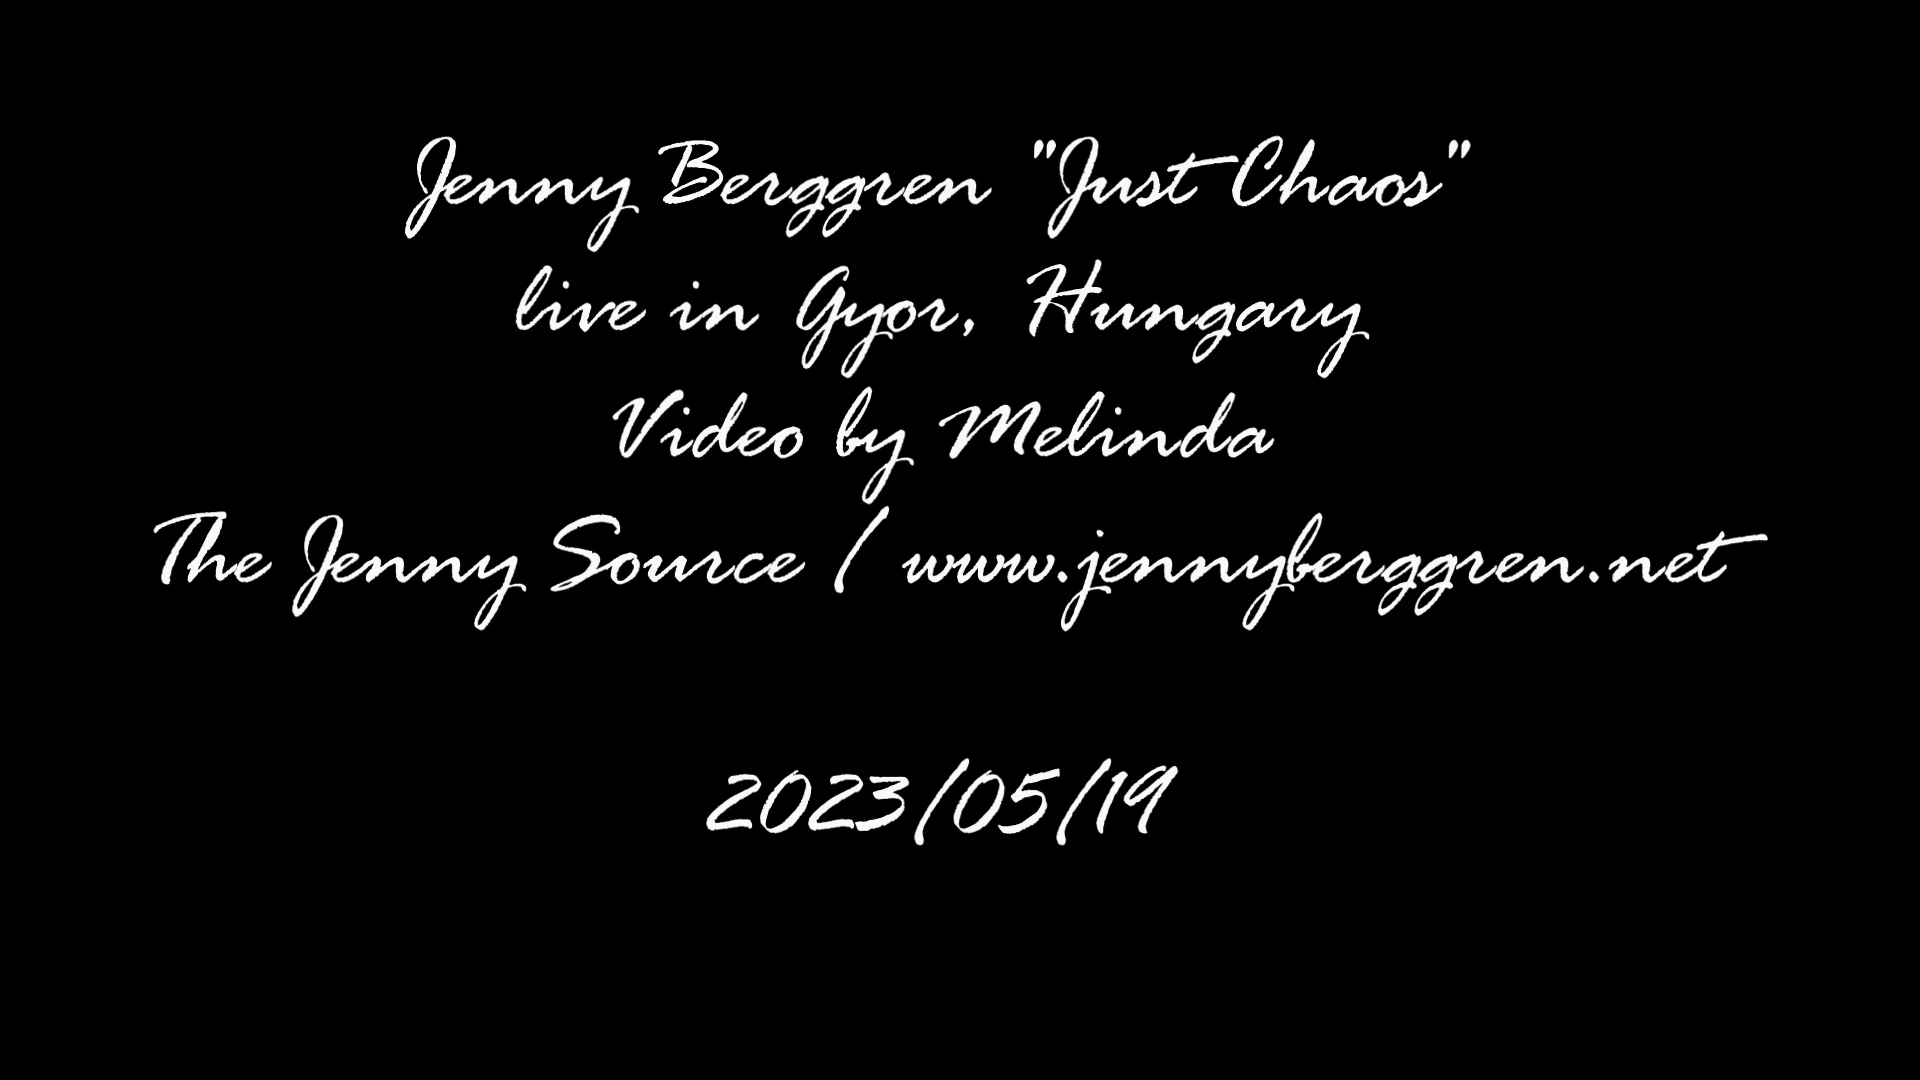 Jenny Berggren "Just Chaos"
live in Gyor, Hungary
Video by Melinda
The Jenny Source / www.jennyberggren.net
2023/05/19